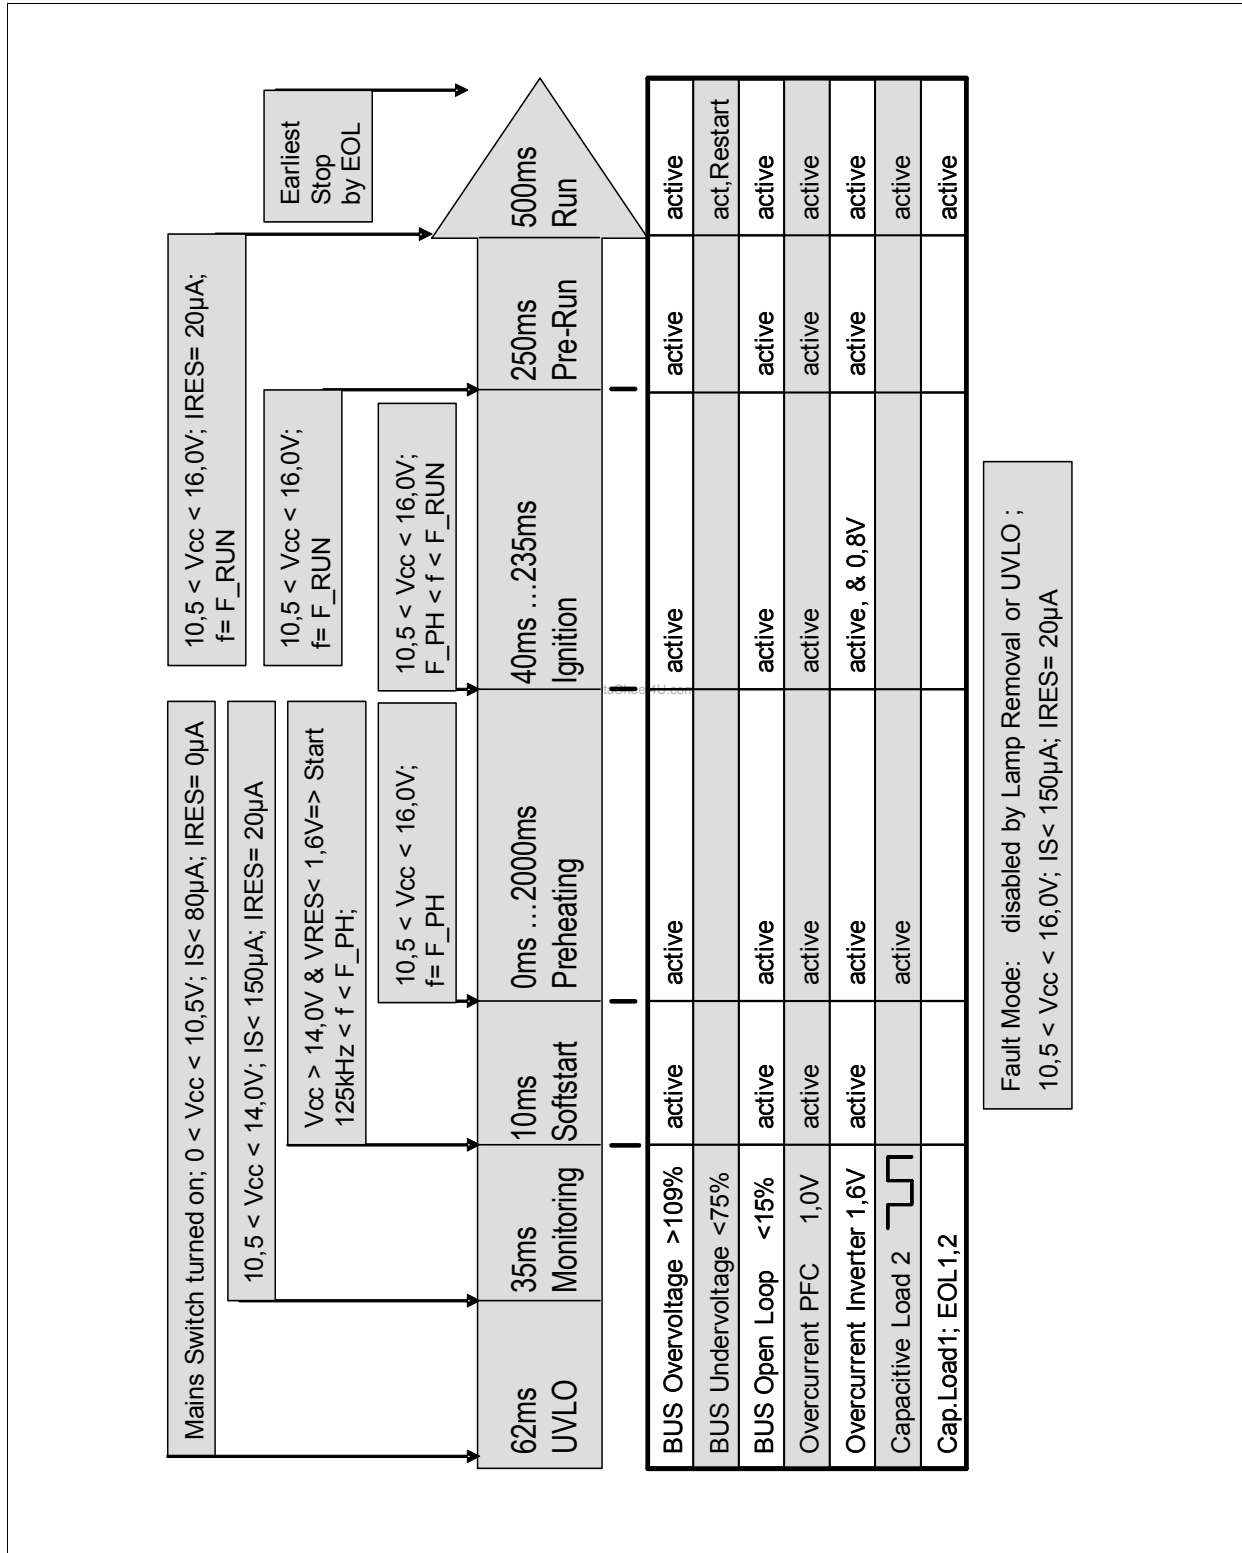 Mains Switch turned on; 0 < Vcc < 10,5V; IS< 80µA; IRES= 0µA
10,5 < Vcc < 14,0V; IS< 150µA; IRES= 20µA
Vcc > 14,0V & VRES< 1,6V=> Start
125kHz < f < F_PH;
10,5 < Vcc < 16,0V;
f= F_PH
10,5 < Vcc < 16,0V; IRES= 20µA;
f= F_RUN
10,5 < Vcc < 16,0V;
f= F_RUN
10,5 < Vcc < 16,0V;
F_PH < f < F_RUN
Earliest
Stop
by EOL
62ms
UVLO
35ms
Monitoring
10ms
Softstart
0ms ...2000ms
Preheating
40ms ...235ms
Ignition
250ms
Pre-Run
500ms
Run
BUS Overvoltage >109% active active active active active
BUS Undervoltage <75% act,Restart
BUS Open Loop <15% active active active active active
Overcurrent PFC 1,0V active active active active active
Overcurrent Inverter 1,6V active active active, & 0,8V active active
Capacitive Load 2 active active
Cap.Load1; EOL1,2 active
Fault Mode: disabled by Lamp Removal or UVLO ;
10,5 < Vcc < 16,0V; IS< 150µA; IRES= 20µA